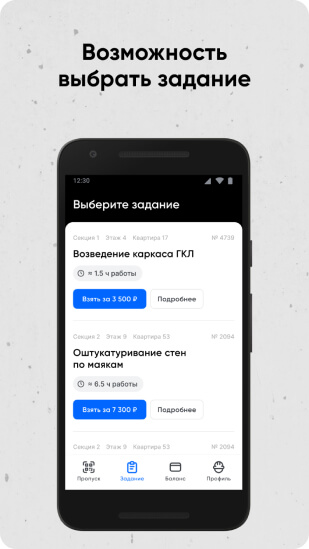 Возможность
выбрать задание
12:30
Выберите задание
Секция 1 Этаж 4 Квартира 17 № 4739
Возведение каркаса ГКЛ
≈ 1.5 ч работы
Взять за 3 500 ₽ Подробнее
Секция 2 Этаж 9 Квартира 53 № 2064
Оштукатуривание стен
по маякам
≈ 6.5 ч работы
Взять за 7 300 ₽ Подробнее
Секция 2 Этаж 9 Квартира 53 № 2064
Пропуск Задание Баланс Профиль